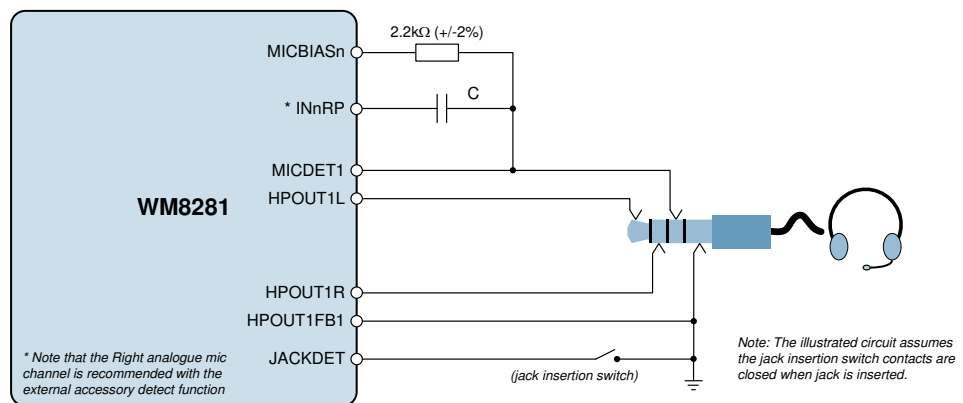 2.2kΩ (+/-2%)
MICBIASn
C
* INnRP
MICDET1
HPOUT1L
WM8281
HPOUT1R
HPOUT1FB1
JACKDET
(jack insertion switch)
* Note that the Right analogue mic
channel is recommended with the
external accessory detect function
Note: The illustrated circuit assumes
the jack insertion switch contacts are
closed when jack is inserted.